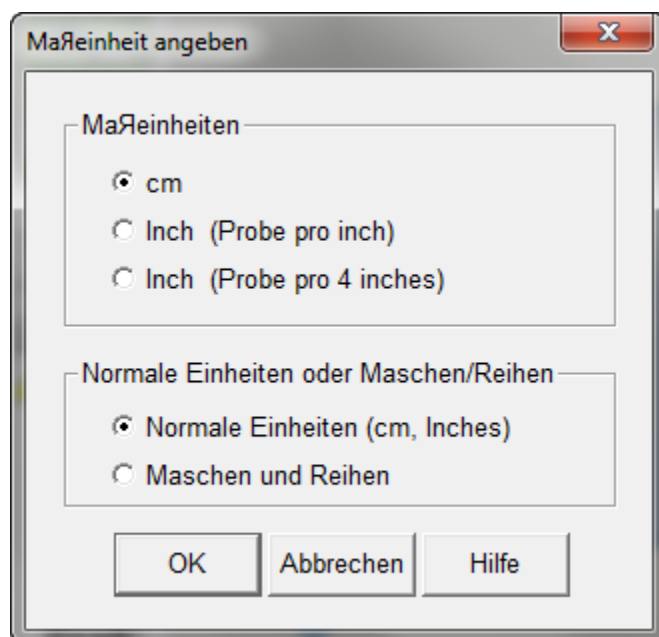 MaЯeinheit angeben
MaЯeinheiten
cm
Inch (Probe pro inch)
Inch (Probe pro 4 inches)
Normale Einheiten oder Maschen/Reihen
Normale Einheiten (cm, Inches)
Maschen und Reihen
OK Abbrechen Hilfe